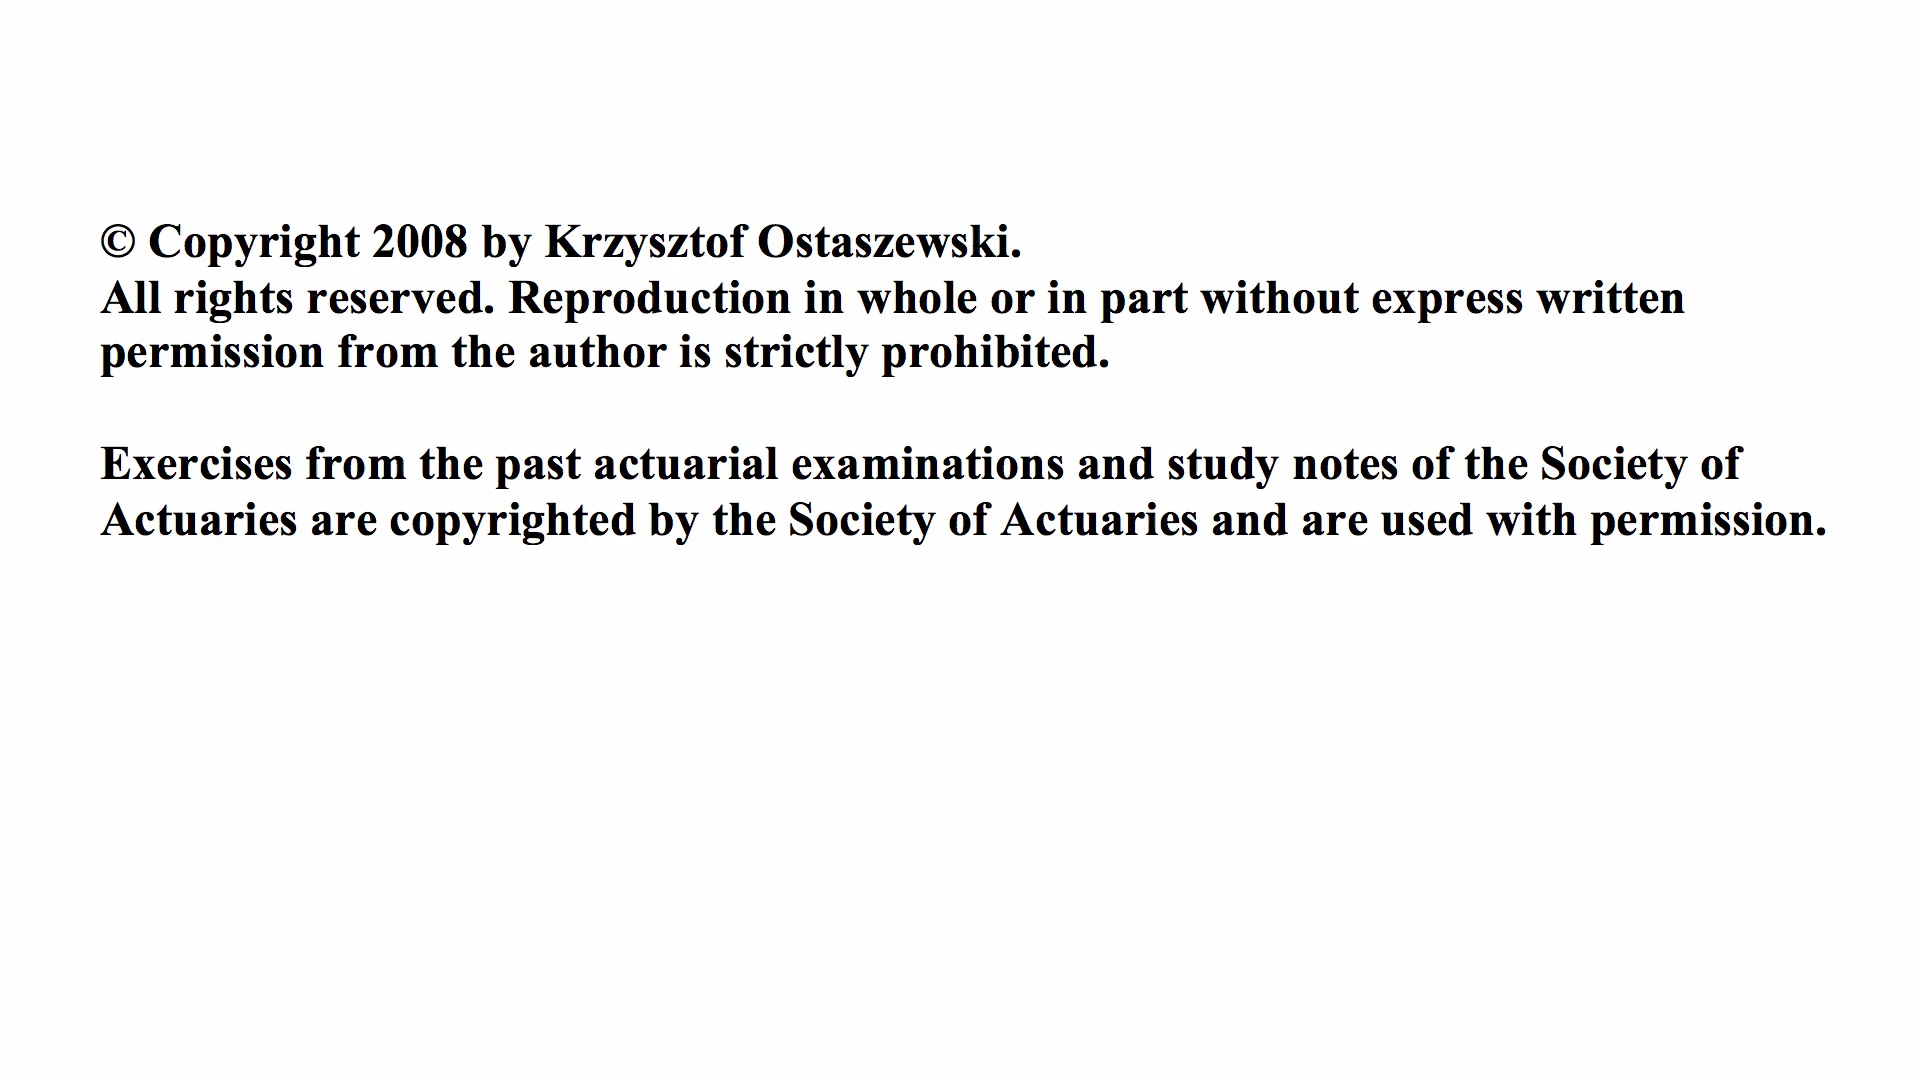 © Copyright 2008 by Krzysztof Ostaszewski.
All rights reserved. Reproduction in whole or in part without express written
permission from the author is strictly prohibited.
Exercises from the past actuarial examinations and study notes of the Society of
Actuaries are copyrighted by the Society of Actuaries and are used with permission.